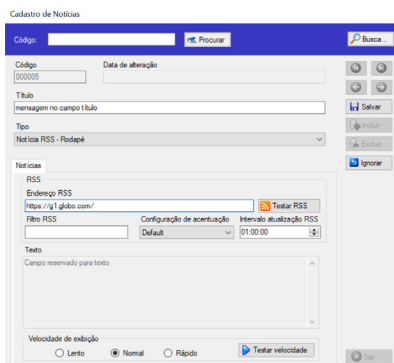 Cadastro de Notícias
Código: Procurar Busca...
Código Data de alteração
000005
Título
mensagem no campo título Salvar
Tipo Incluir
Notícia RSS - Rodapé Excluir
Notícias Ignorar
RSS
Endereço RSS
https://g1.globo.com/ Testar RSS
Filtro RSS Configuração de acentuação Intervalo atualização RSS
Default 01:00:00
Texto
Campo reservado para texto
Velocidade de exibição
Lento Normal Rápido Testar velocidade
Sair